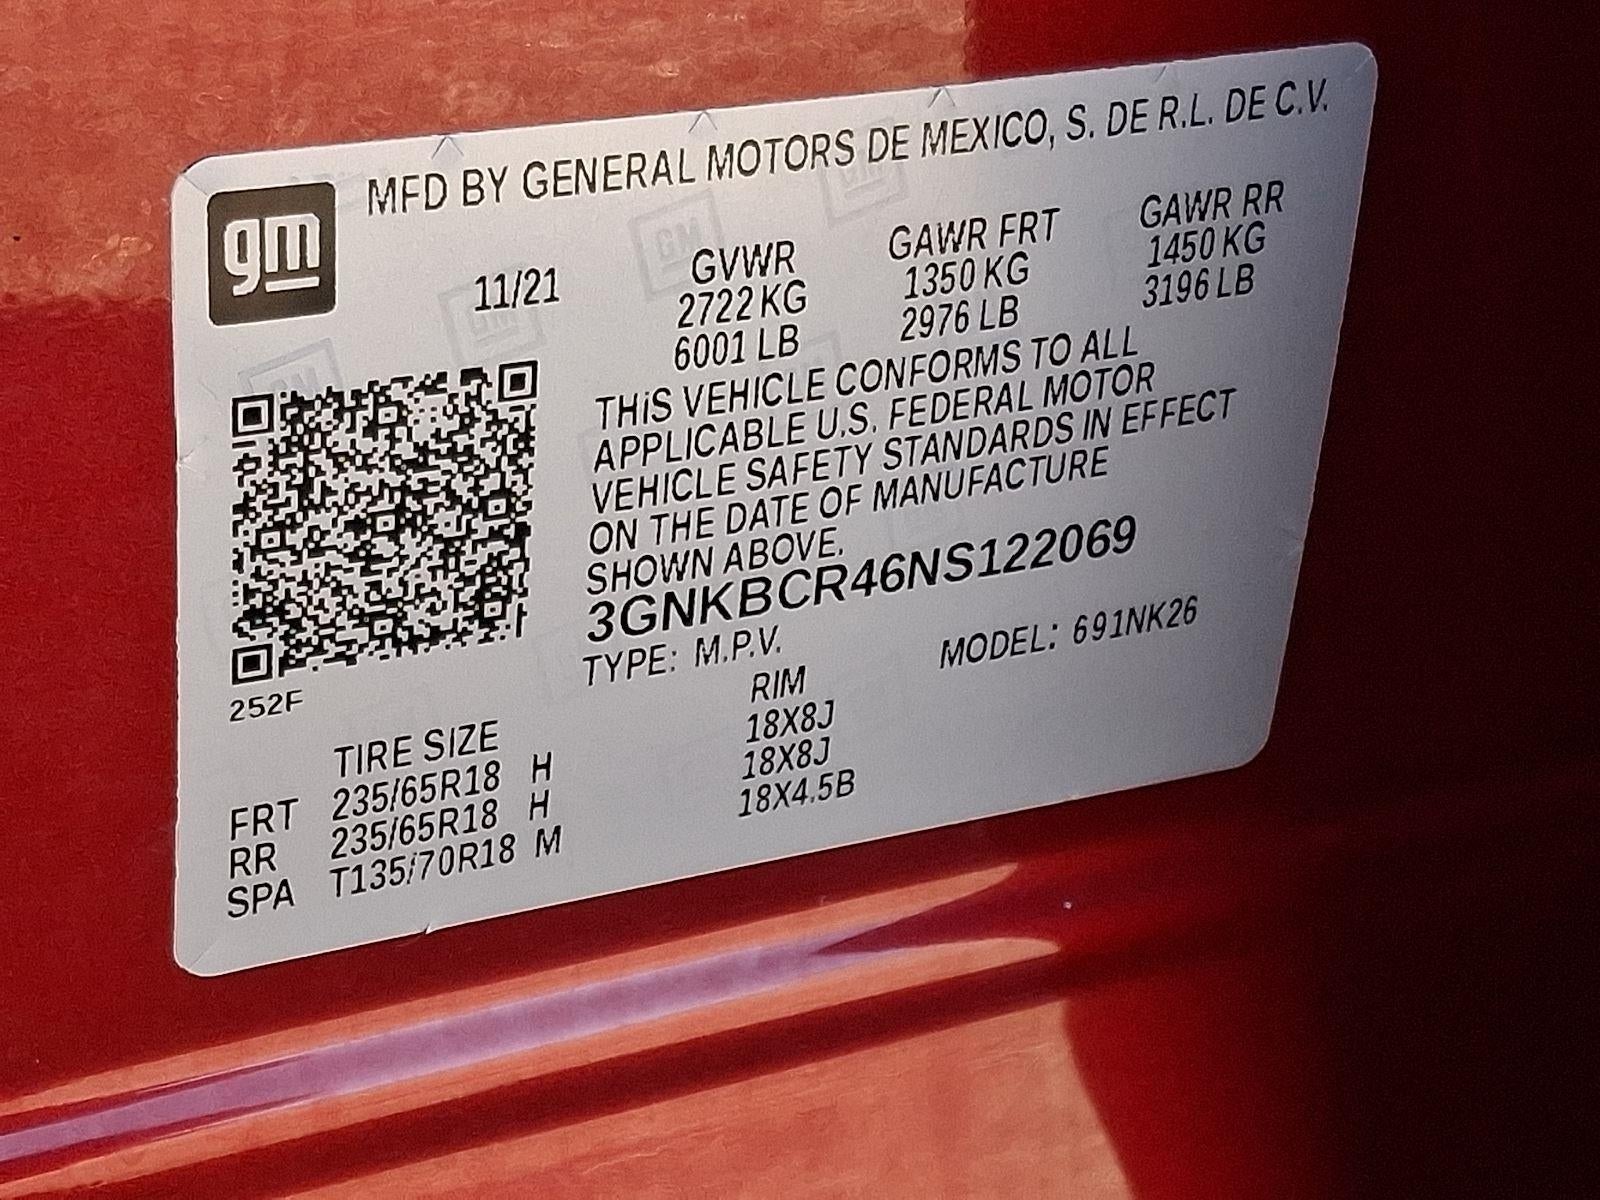 MFD BY GENERAL MOTORS DE MEXICO, S. DE R.L. DE C.V.
gm
11/21
GVWR GAWR FRT GAWR RR
2722 KG 1350 KG 1450 KG
6001 LB 2976 LB 3196 LB
THiS VEHICLE CONFORMS TO ALL
APPLICABLE U.S. FEDERAL MOTOR
VEHICLE SAFETY STANDARDS IN EFFECT
ON THE DATE OF MANUFACTURE
SHOWN ABOVE.
3GNKBCR46NS122069
TYPE: M.P.V. MODEL: 691NK26
252F
TIRE SIZE RIM
FRT 235/65R18 H 18X8J
RR 235/65R18 H 18X8J
SPA T135/70R18 M 18X4.5B